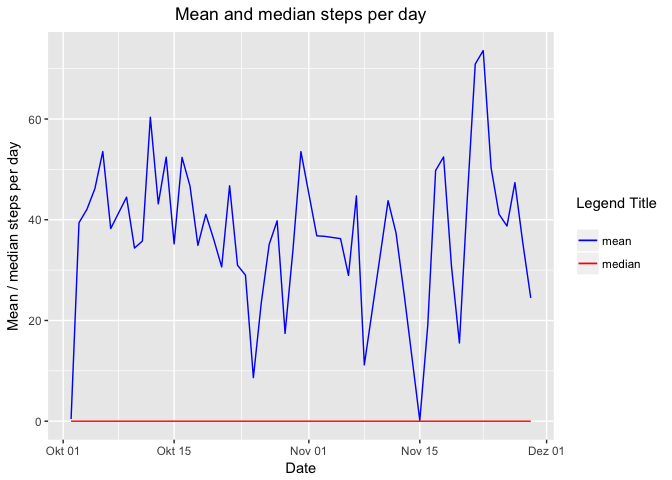 Mean and median steps per day
Mean / median steps per day
60
40
20
0
Okt 01
Okt 15
Nov 01
Nov 15
Dez 01
Date
Legend Title
mean
median